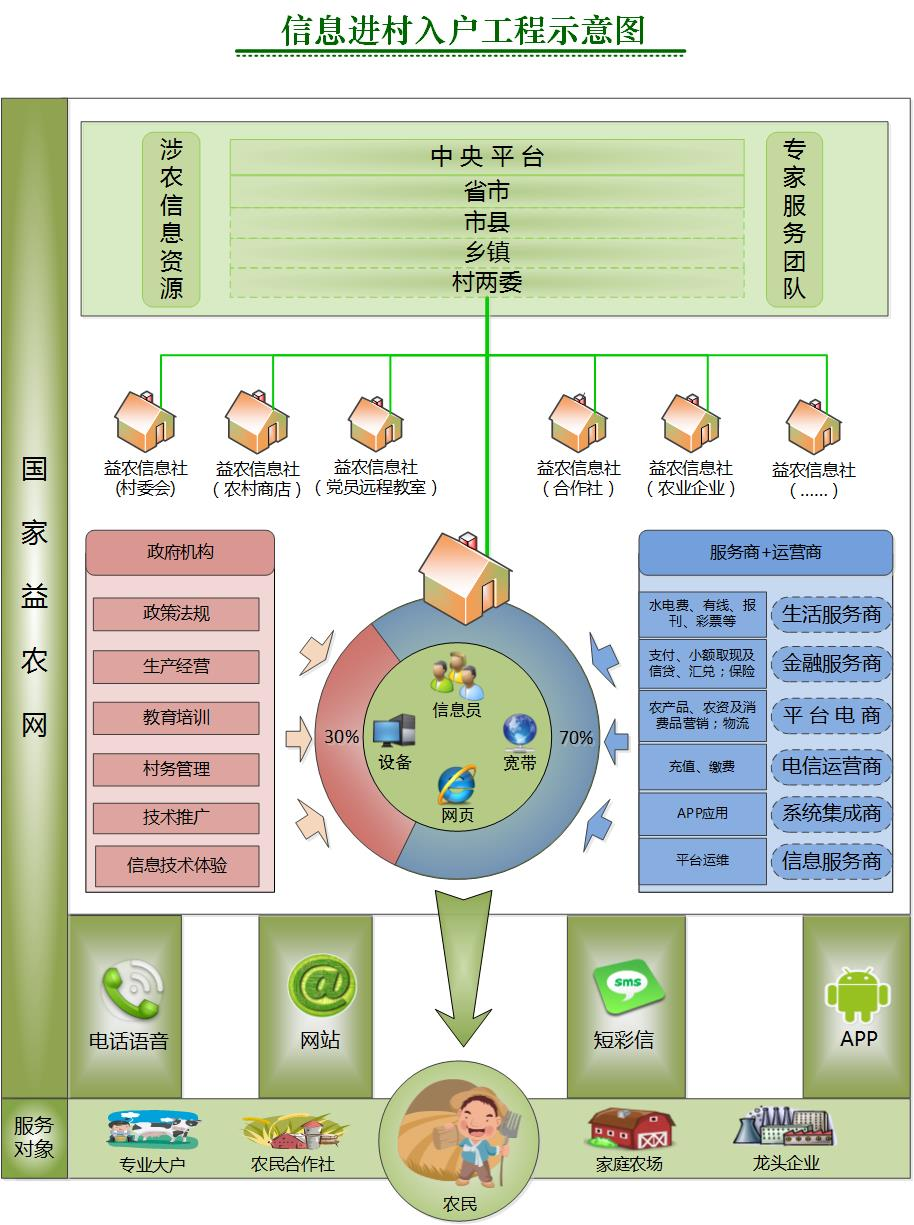 信息进村入户工程示意图
国家益农网
涉农信息资源
中央平台
省市
市县
乡镇
村两委
专家服务团队
益农信息社
(村委会)
益农信息社
（农村商店）
益农信息社
（党员远程教室）
益农信息社
（合作社）
益农信息社
（农业企业）
益农信息社
（......）
政府机构
政策法规
生产经营
教育培训
村务管理
技术推广
信息技术体验
30%
70%
信息员
设备
宽带
网页
服务商+运营商
水电费、有线、报
刊、彩票等
生活服务商
支付、小额取现及
信贷、汇兑；保险
金融服务商
农产品、农资及消
费品营销；物流
平台电商
充值、缴费
电信运营商
APP应用
系统集成商
平台运维
信息服务商
电话语音
网站
sms
短彩信
APP
服务
对象
专业大户
农民合作社
农民
家庭农场
龙头企业